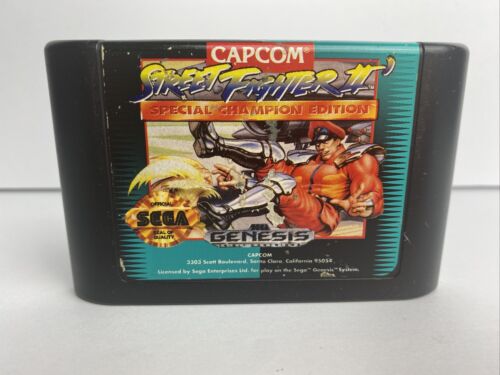 CAPCOM®
STREET FIGHTER II'
SPECIAL CHAMPION EDITION
OFFICIAL
SEGA
SEAL OF
QUALITY
SEGA
GENESIS
CAPCOM
3303 Scott Boulevard, Santa Clara, California 95054
Licensed by Sega Enterprises Ltd. for play on the Sega™ Genesis™ System.